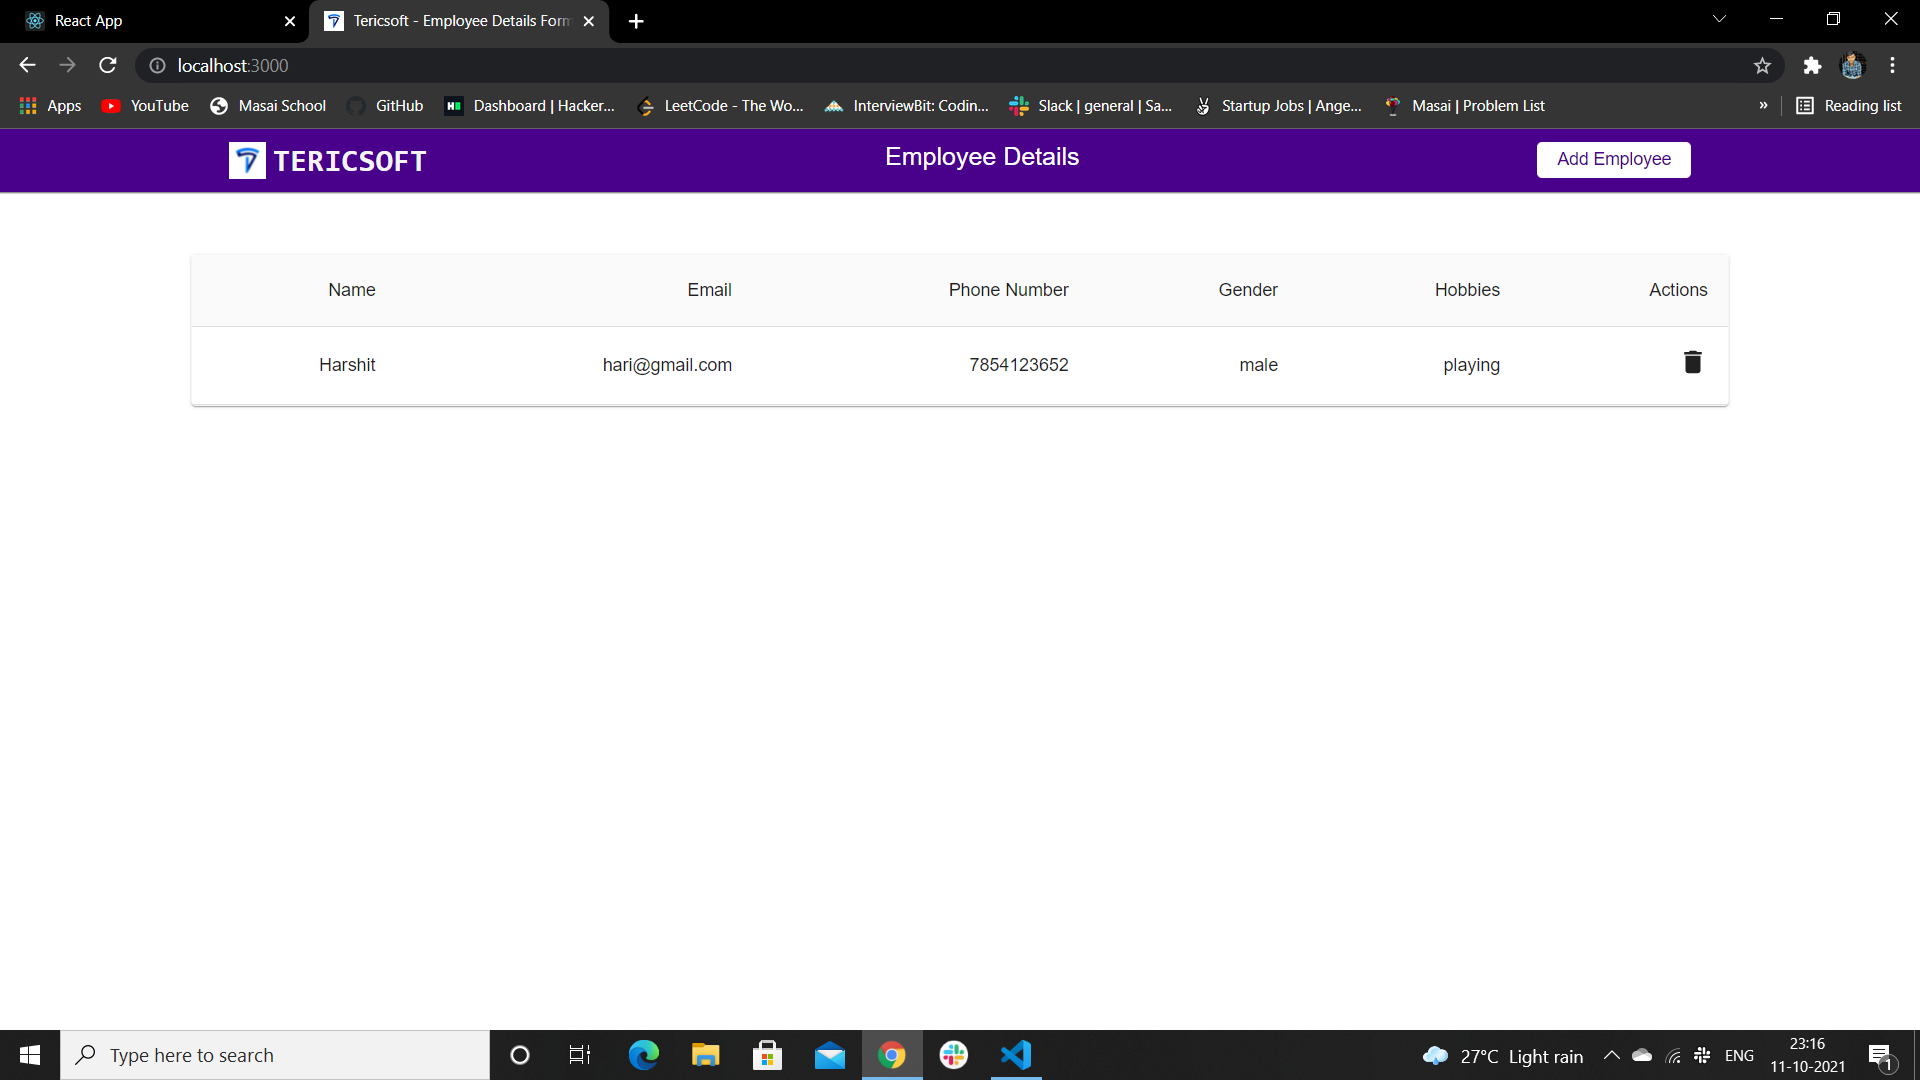 React App
Tericsoft - Employee Details Form
localhost:3000
Apps YouTube Masai School GitHub Dashboard | Hacker... LeetCode - The Wo... InterviewBit: Codin... Slack | general | Sa... Startup Jobs | Ange... Masai | Problem List » Reading list
TERICSOFT Employee Details Add Employee
Name Email Phone Number Gender Hobbies Actions
Harshit hari@gmail.com 7854123652 male playing
Type here to search
27°C Light rain ENG
23:16
11-10-2021
1